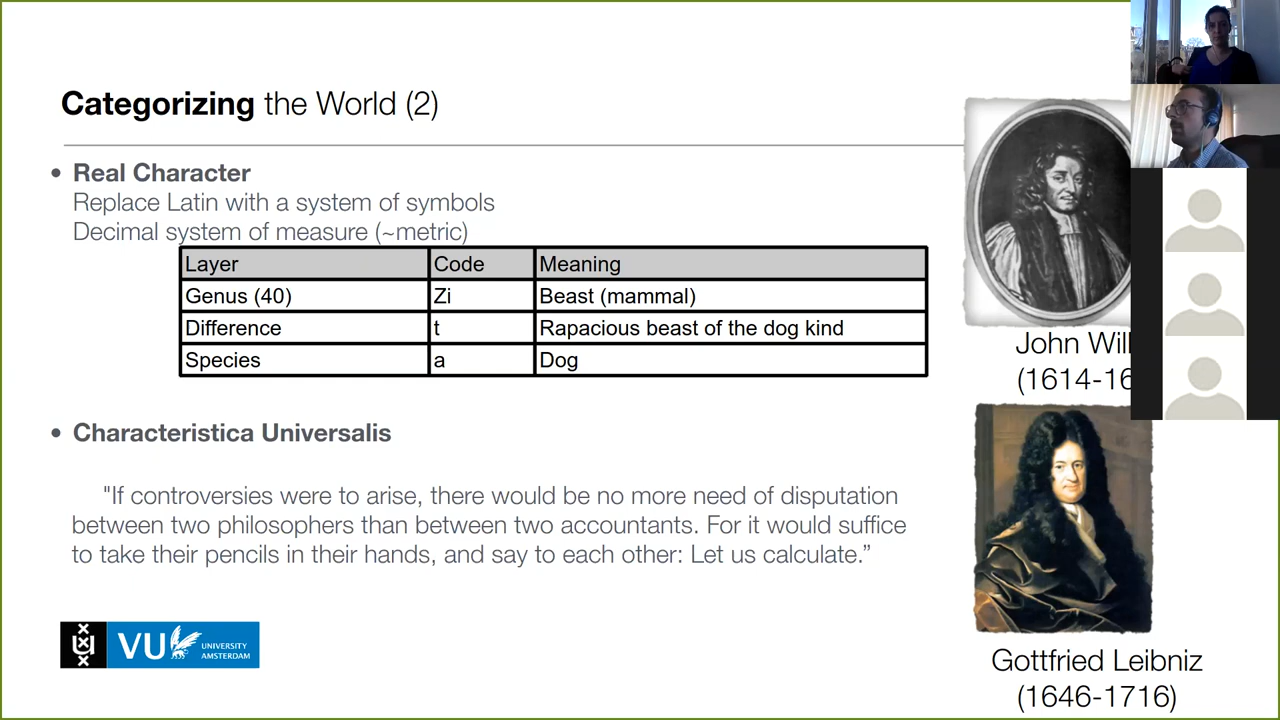 Categorizing the World (2)
• Real Character
Replace Latin with a system of symbols
Decimal system of measure (~metric)
Layer Code Meaning
Genus (40) Zi Beast (mammal)
Difference t Rapacious beast of the dog kind
Species a Dog
John Will
(1614-16
• Characteristica Universalis
"If controversies were to arise, there would be no more need of disputation
between two philosophers than between two accountants. For it would suffice
to take their pencils in their hands, and say to each other: Let us calculate.”
Gottfried Leibniz
(1646-1716)
VU UNIVERSITY
AMSTERDAM